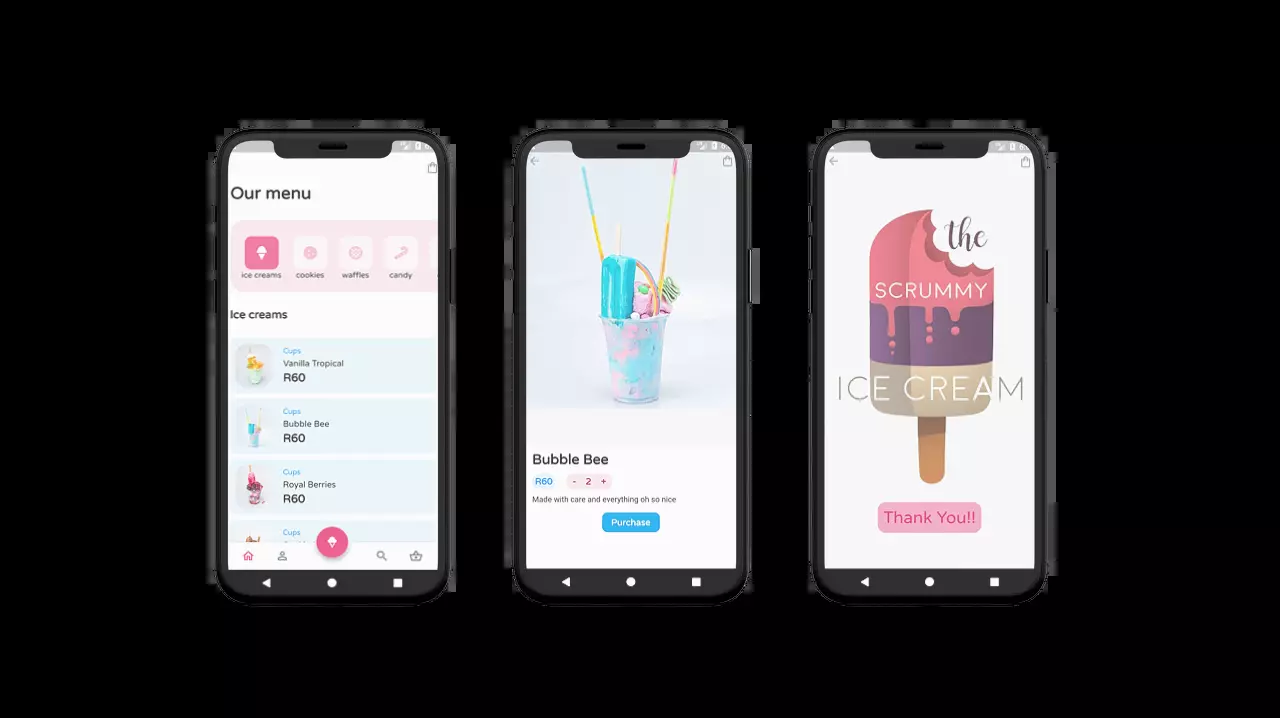 Our menu
ice creams cookies waffles candy
Ice creams
Cups
Vanilla Tropical
R60
Cups
Bubble Bee
R60
Cups
Royal Berries
R60
Cups
Bubble Bee
R60 - 2 +
Made with care and everything oh so nice
Purchase
the
SCRUMMY
ICE CREAM
Thank You!!